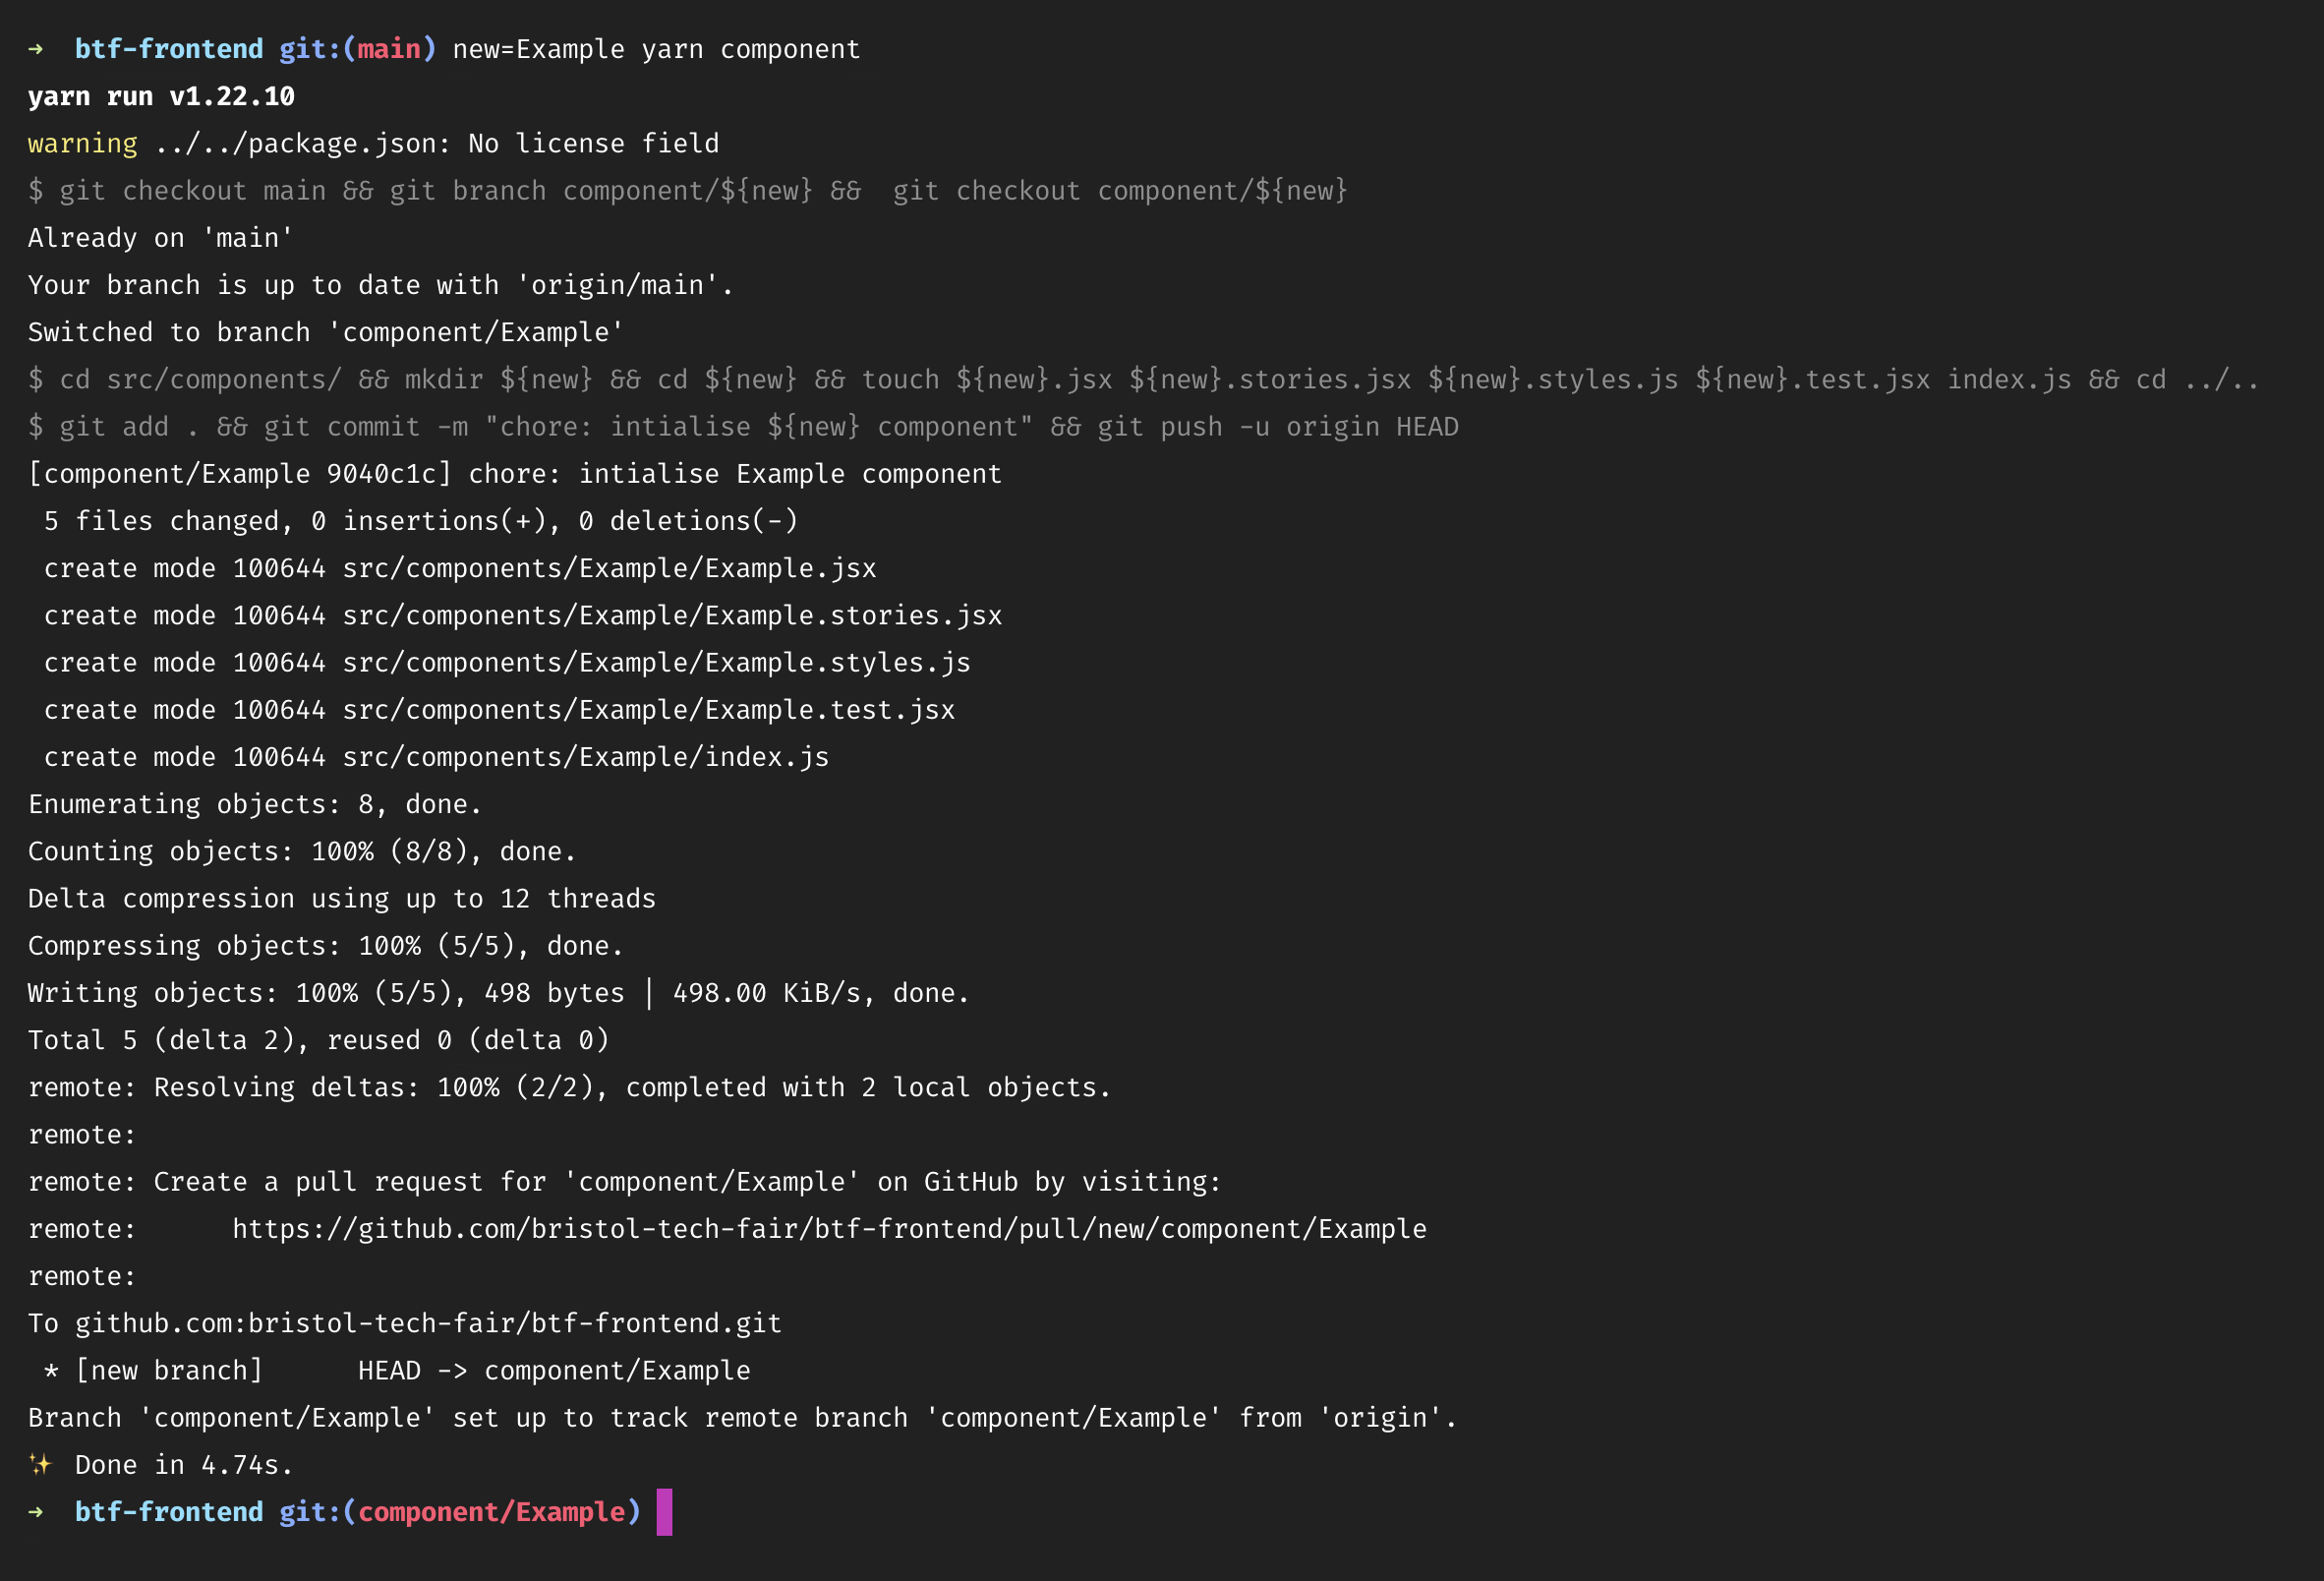 ➜  btf-frontend git:(main) new=Example yarn component
yarn run v1.22.10
warning ../../package.json: No license field
$ git checkout main && git branch component/${new} &&  git checkout component/${new}
Already on 'main'
Your branch is up to date with 'origin/main'.
Switched to branch 'component/Example'
$ cd src/components/ && mkdir ${new} && cd ${new} && touch ${new}.jsx ${new}.stories.jsx ${new}.styles.js ${new}.test.jsx index.js && cd ../..
$ git add . && git commit -m "chore: intialise ${new} component" && git push -u origin HEAD
[component/Example 9040c1c] chore: intialise Example component
 5 files changed, 0 insertions(+), 0 deletions(-)
 create mode 100644 src/components/Example/Example.jsx
 create mode 100644 src/components/Example/Example.stories.jsx
 create mode 100644 src/components/Example/Example.styles.js
 create mode 100644 src/components/Example/Example.test.jsx
 create mode 100644 src/components/Example/index.js
Enumerating objects: 8, done.
Counting objects: 100% (8/8), done.
Delta compression using up to 12 threads
Compressing objects: 100% (5/5), done.
Writing objects: 100% (5/5), 498 bytes | 498.00 KiB/s, done.
Total 5 (delta 2), reused 0 (delta 0)
remote: Resolving deltas: 100% (2/2), completed with 2 local objects.
remote:
remote: Create a pull request for 'component/Example' on GitHub by visiting:
remote:      https://github.com/bristol-tech-fair/btf-frontend/pull/new/component/Example
remote:
To github.com:bristol-tech-fair/btf-frontend.git
 * [new branch]      HEAD -> component/Example
Branch 'component/Example' set up to track remote branch 'component/Example' from 'origin'.
✨ Done in 4.74s.
➜  btf-frontend git:(component/Example)